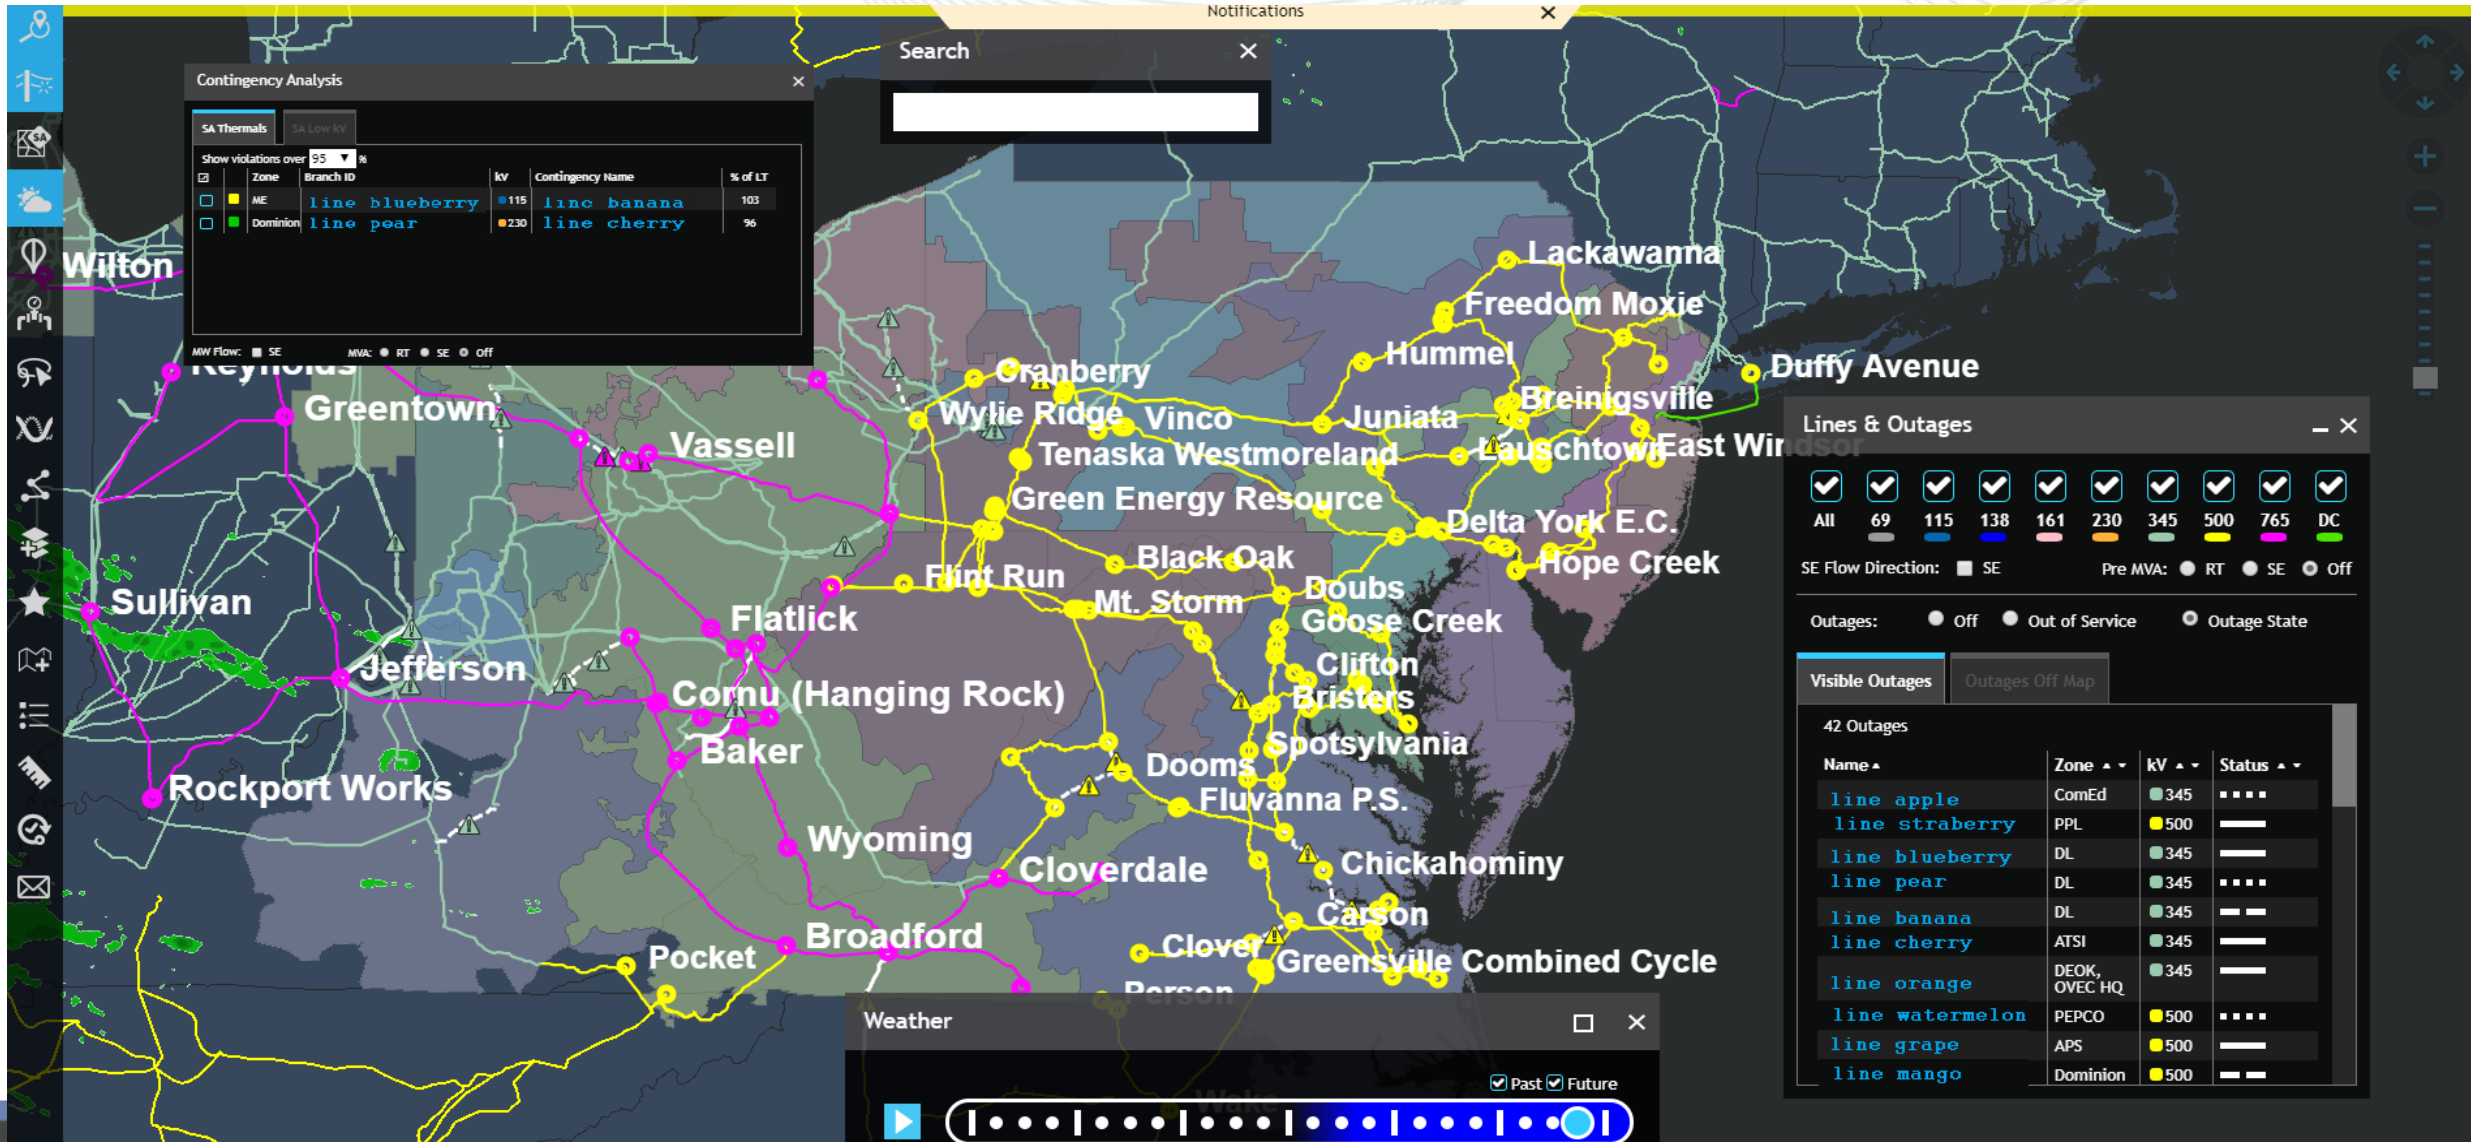 Notifications
Search
Contingency Analysis
SA Thermals SA Low kV
Show violations over 95 %
Zone Branch ID kV Contingency Name % of LT
ME line blueberry 115 linc banana 103
Dominion line pear 230 line cherry 96
MW Flow: SE MVA: RT SE Off
Wilton
Reynolds
Greentown
Vassell
Sullivan
Flatlick
Jefferson
Cornu (Hanging Rock)
Baker
Rockport Works
Wyoming
Cloverdale
Broadford
Pocket
Lackawanna
Freedom Moxie
Hummel
Duffy Avenue
Cranberry
Breinigsville
Wylie Ridge
Vinco
Juniata
Lauschtown
East Windsor
Tenaska Westmoreland
Green Energy Resource
Delta York E.C.
Black Oak
Hope Creek
Flint Run
Doubs
Mt. Storm
Goose Creek
Clifton
Bristers
Spotsylvania
Dooms
Fluvanna P.S.
Chickahominy
Carson
Clover
Greensville Combined Cycle
Person
Wake
Lines & Outages
All 69 115 138 161 230 345 500 765 DC
SE Flow Direction: SE Pre MVA: RT SE Off
Outages: Off Out of Service Outage State
Visible Outages Outages Off Map
42 Outages
Name Zone kV Status
line apple ComEd 345
line straberry PPL 500
line blueberry DL 345
line pear DL 345
line banana DL 345
line cherry ATSI 345
line orange DEOK, 345
OVEC HQ
line watermelon PEPCO 500
line grape APS 500
line mango Dominion 500
Weather
Past Future